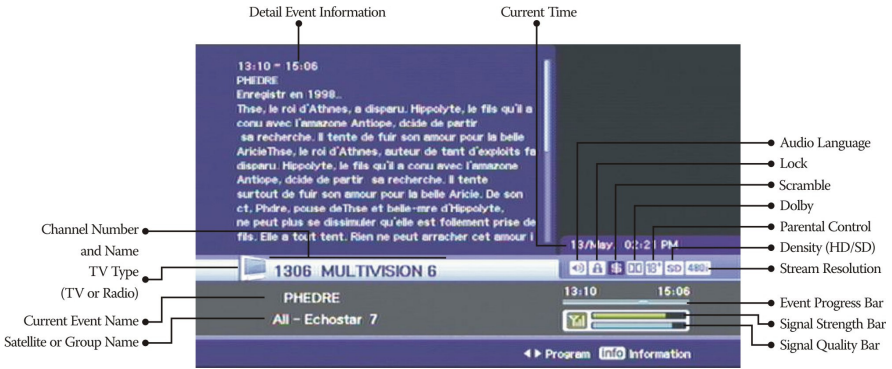 Detail Event Information
Current Time
13:10 - 15:06
PHEDRE
Enregistr en 1998..
Thse, le roi d'Athnes, a disparu. Hippolyte, le fils qu'il a
conu avec l'amazone Antiope, dcide de partir
sa recherche. Il tente de fuir son amour pour la belle
AricieThse, le roi d'Athnes, auteur de tant d'exploits fa
disparu. Hippolyte, le fils qu'il a conu avec l'amazone
Antiope, dcide de partir sa recherche. Il tente
surtout de fuir son amour pour la belle Aricie. De son
ct, Phdre, pouse deThse et belle-mre d'Hippolyte,
ne peut plus se dissimuler qu'elle est follement prise de
fils. Elle a tout tent. Rien ne peut arracher cet amour i
Audio Language
Lock
Scramble
Dolby
Parental Control
Density (HD/SD)
Stream Resolution
Event Progress Bar
Signal Strength Bar
Signal Quality Bar
Channel Number
and Name
TV Type
(TV or Radio)
Current Event Name
Satellite or Group Name
13/May. 02:21 PM
1306 MULTIVISION 6
18+ SD 480i
PHEDRE
13:10 15:06
All - Echostar 7
Program info Information